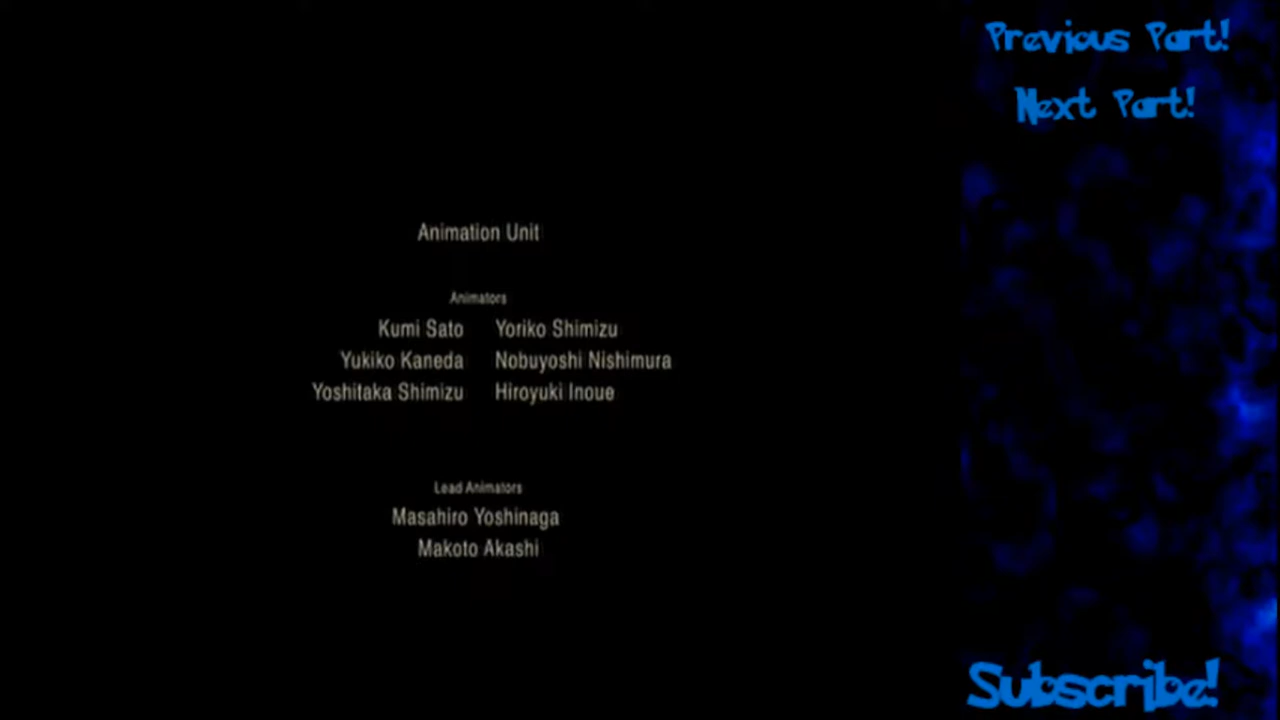 Previous Part!
Next Part!
Animation Unit
Animators
Kumi Sato Yoriko Shimizu
Yukiko Kaneda Nobuyoshi Nishimura
Yoshitaka Shimizu Hiroyuki Inoue
Lead Animators
Masahiro Yoshinaga
Makoto Akashi
Subscribe!